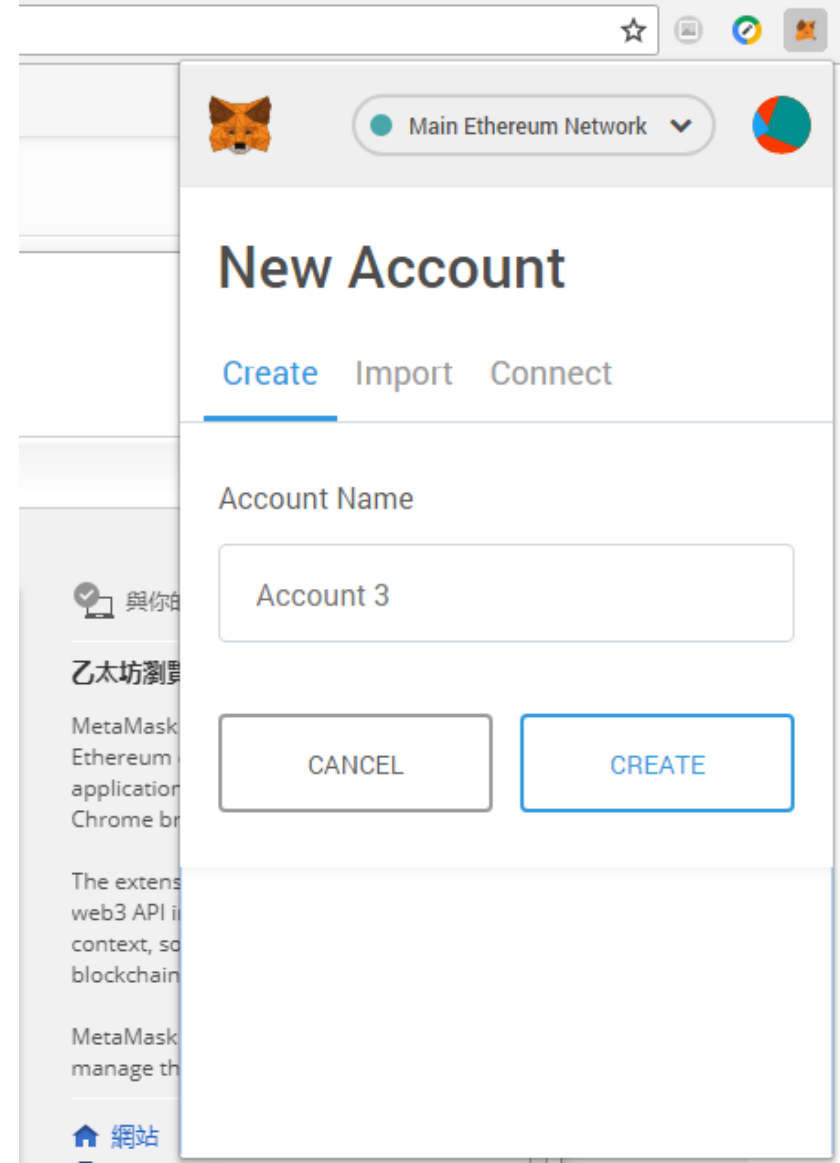 Main Ethereum Network
New Account
Create Import Connect
Account Name
Account 3
CANCEL CREATE
與你
乙太坊瀏覽
MetaMask
Ethereum
application
Chrome br
The extens
web3 API i
context, so
blockchain
MetaMask
manage th
網站